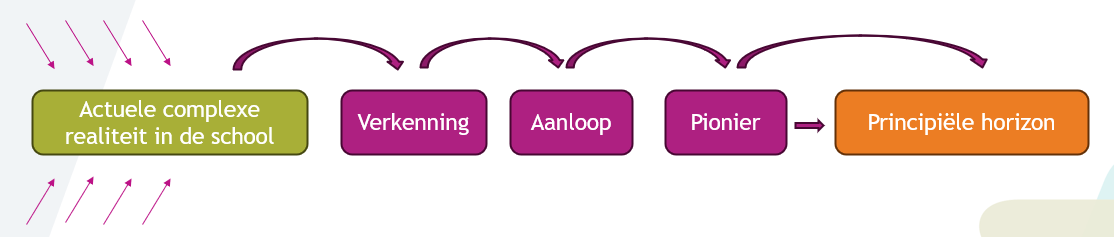 Actuele complexe
realiteit in de school
Verkenning
Aanloop
Pionier
Principiële horizon